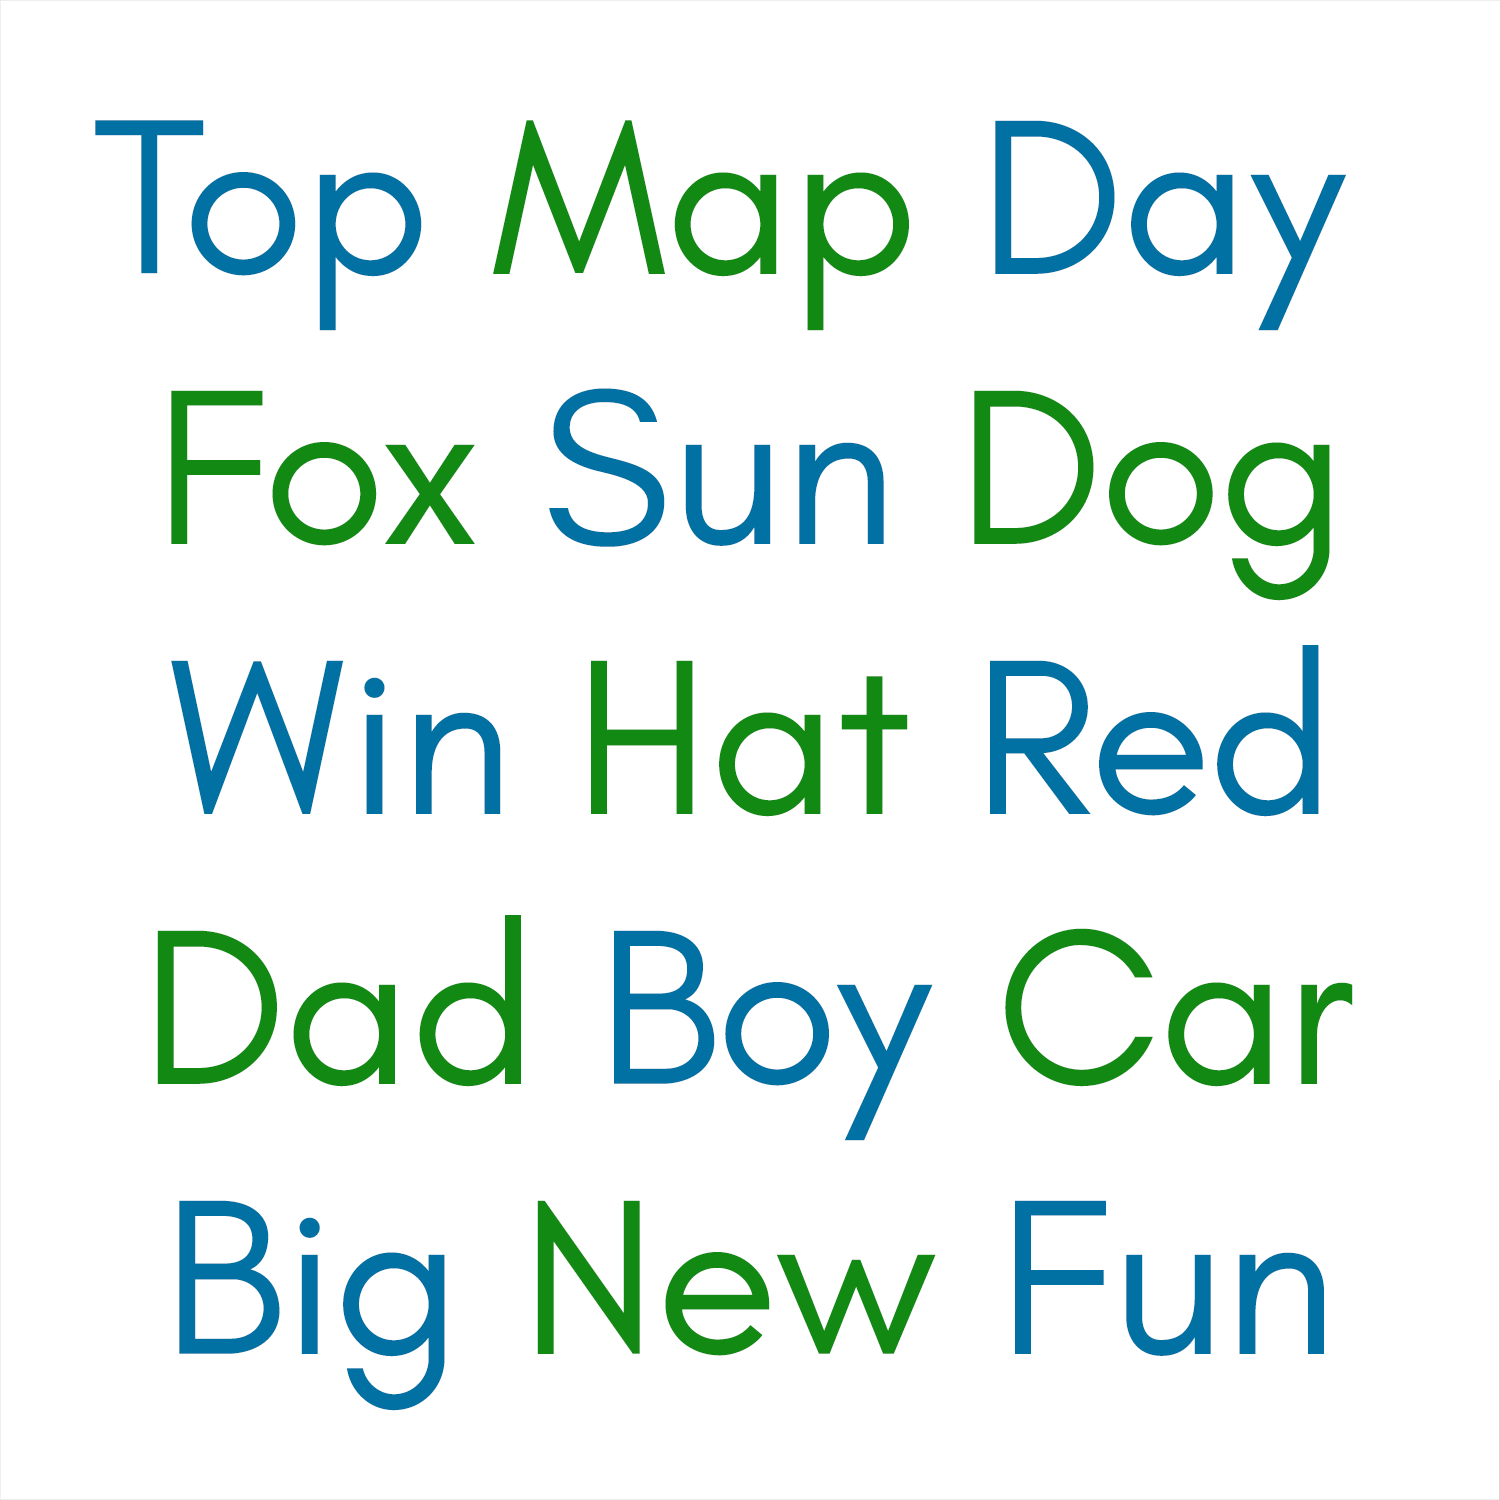 Top Map Day
Fox Sun Dog
Win Hat Red
Dad Boy Car
Big New Fun